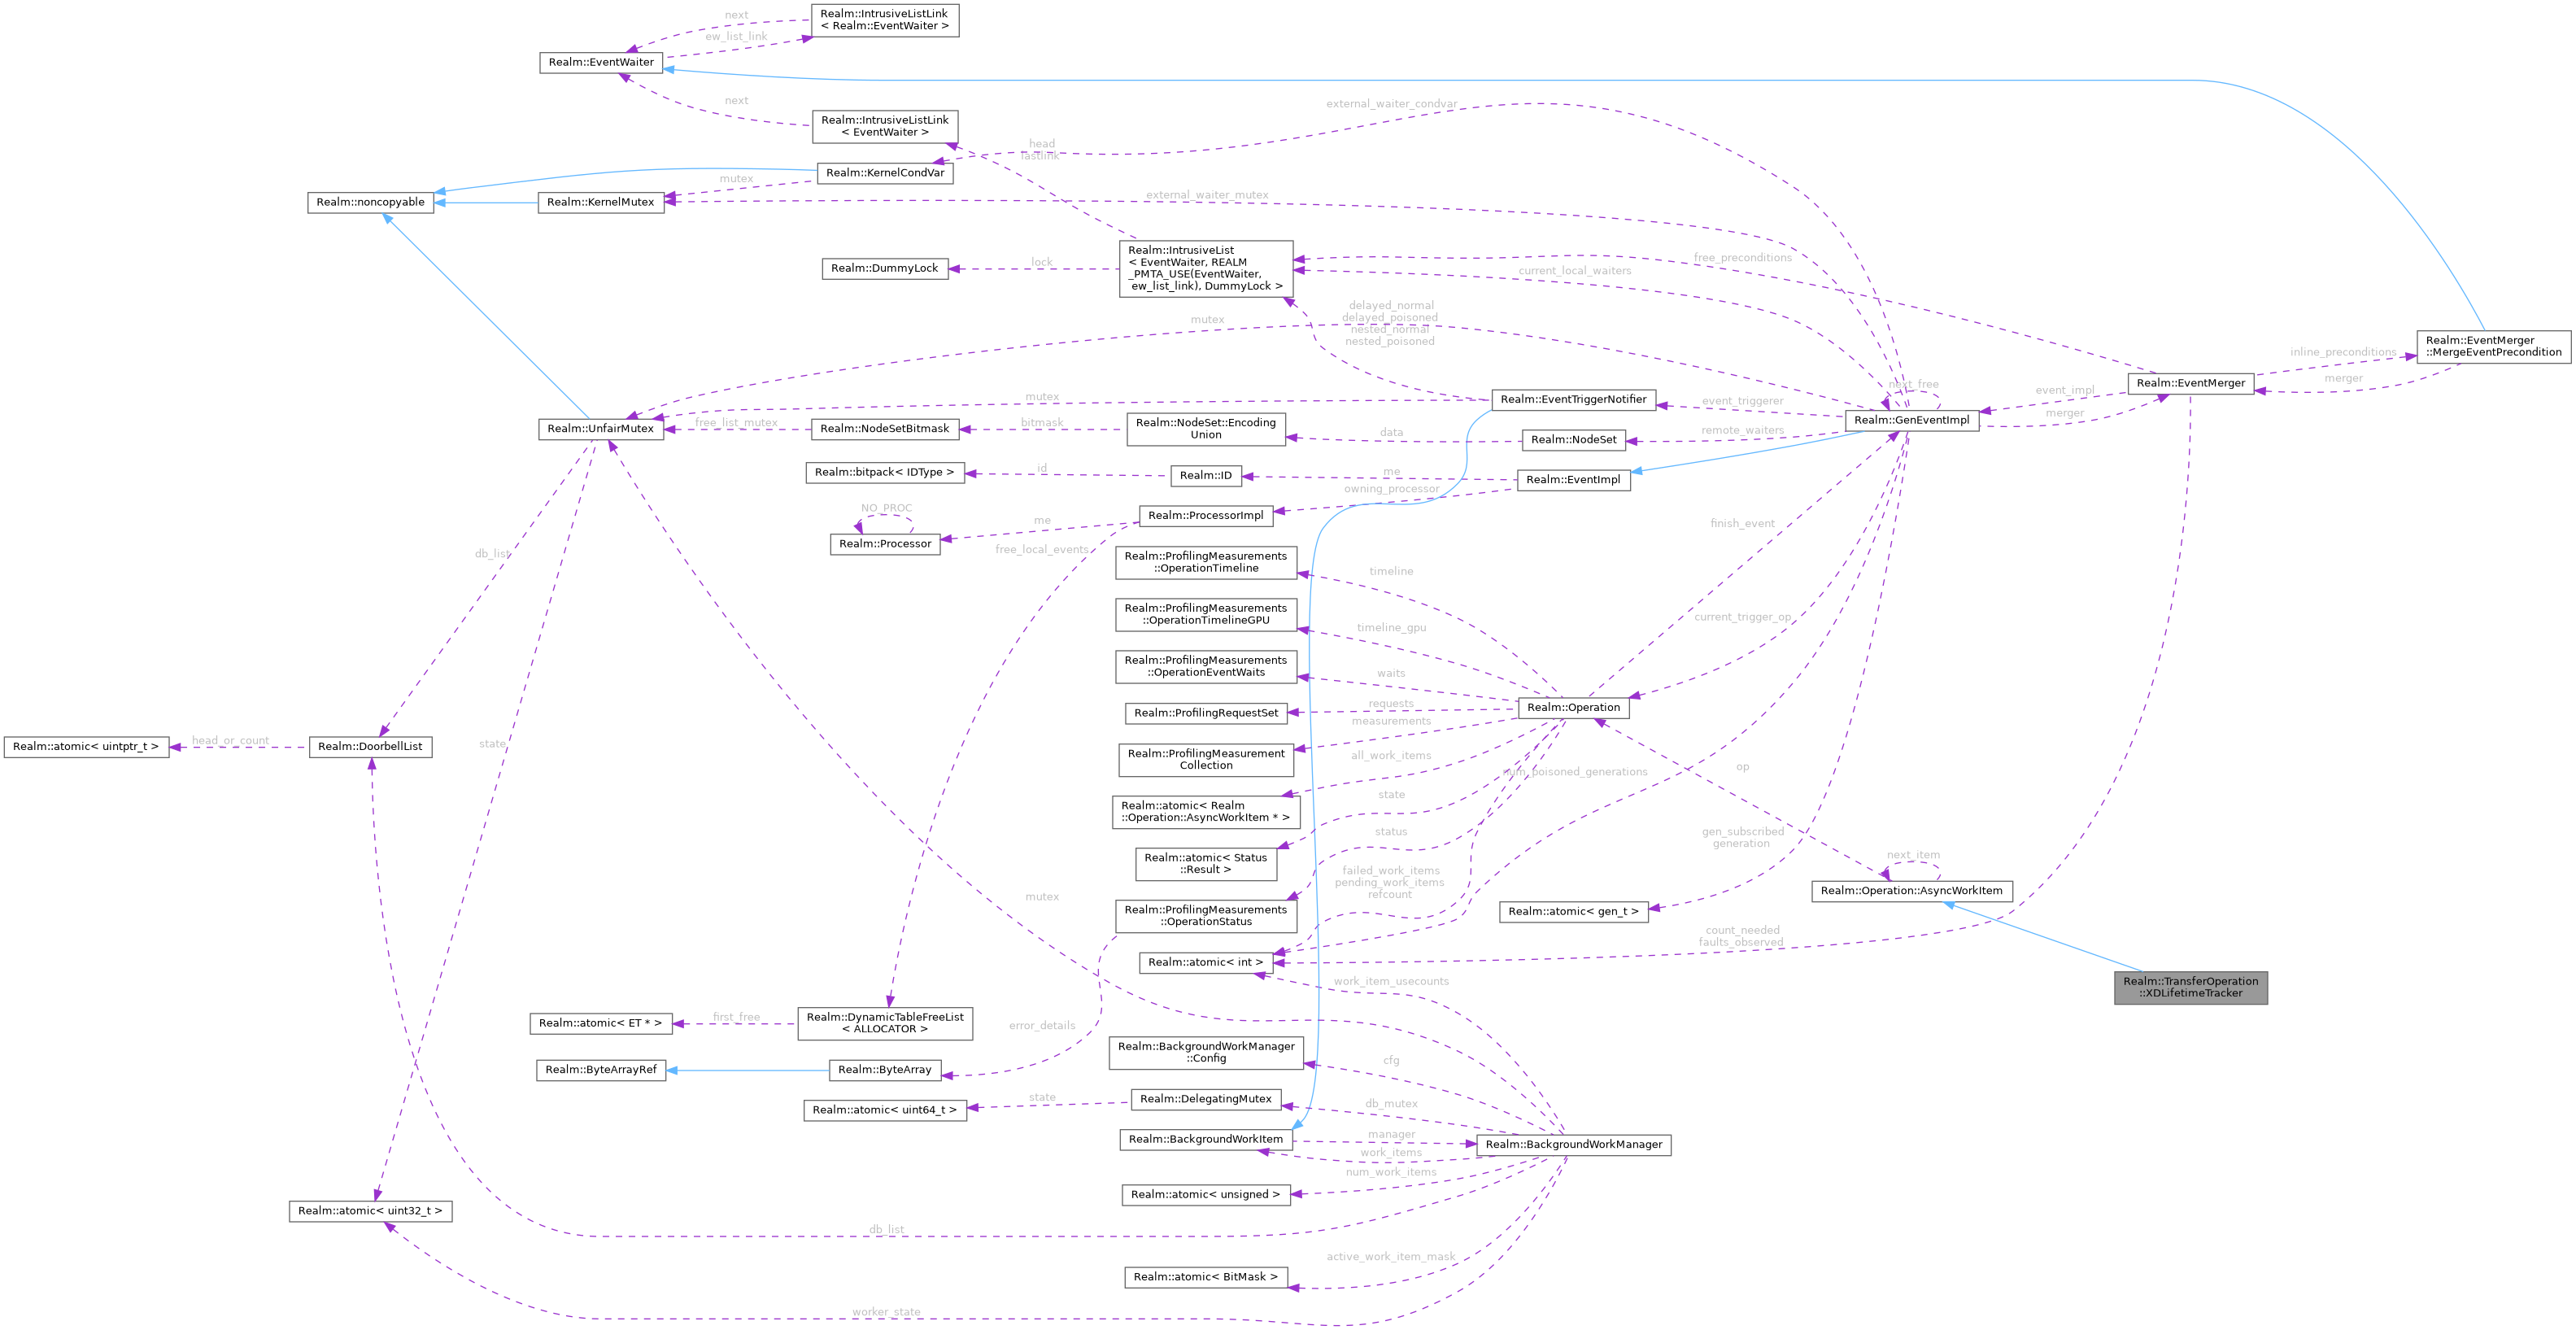 Realm::IntrusiveListLink
< Realm::EventWaiter >
next
ew_list_link
Realm::EventWaiter
next
Realm::IntrusiveListLink
< EventWaiter >
external_waiter_condvar
head
lastlink
Realm::KernelCondVar
mutex
Realm::noncopyable
Realm::KernelMutex
external_waiter_mutex
Realm::IntrusiveList
< EventWaiter, REALM
_PMTA_USE(EventWaiter,
ew_list_link), DummyLock >
Realm::DummyLock
lock
free_preconditions
current_local_waiters
delayed_normal
delayed_poisoned
nested_normal
nested_poisoned
mutex
Realm::EventMerger
::MergeEventPrecondition
inline_preconditions
merger
Realm::EventMerger
event_impl
merger
next_free
Realm::GenEventImpl
event_triggerer
Realm::EventTriggerNotifier
mutex
Realm::UnfairMutex
free_list_mutex
Realm::NodeSetBitmask
bitmask
Realm::NodeSet::Encoding
Union
data
Realm::NodeSet
remote_waiters
Realm::bitpack< IDType >
id
Realm::ID
me
Realm::EventImpl
owning_processor
Realm::ProcessorImpl
me
NO_PROC
Realm::Processor
free_local_events
db_list
finish_event
Realm::ProfilingMeasurements
::OperationTimeline
timeline
Realm::ProfilingMeasurements
::OperationTimelineGPU
timeline_gpu
current_trigger_op
Realm::ProfilingMeasurements
::OperationEventWaits
waits
Realm::ProfilingRequestSet
requests
Realm::Operation
measurements
Realm::ProfilingMeasurement
Collection
all_work_items
Realm::atomic< uintptr_t >
head_or_count
Realm::DoorbellList
state
num_poisoned_generations
op
Realm::atomic< Realm
::Operation::AsyncWorkItem * >
state
Realm::atomic< Status
::Result >
status
gen_subscribed
generation
next_item
Realm::Operation::AsyncWorkItem
failed_work_items
pending_work_items
refcount
mutex
Realm::ProfilingMeasurements
::OperationStatus
Realm::atomic< gen_t >
count_needed
faults_observed
Realm::atomic< int >
work_item_usecounts
Realm::TransferOperation
::XDLifetimeTracker
Realm::atomic< ET * >
first_free
Realm::DynamicTableFreeList
< ALLOCATOR >
error_details
Realm::BackgroundWorkManager
::Config
cfg
Realm::ByteArrayRef
Realm::ByteArray
Realm::atomic< uint64_t >
state
Realm::DelegatingMutex
db_mutex
Realm::BackgroundWorkItem
manager
work_items
Realm::BackgroundWorkManager
num_work_items
Realm::atomic< unsigned >
Realm::atomic< uint32_t >
db_list
active_work_item_mask
Realm::atomic< BitMask >
worker_state